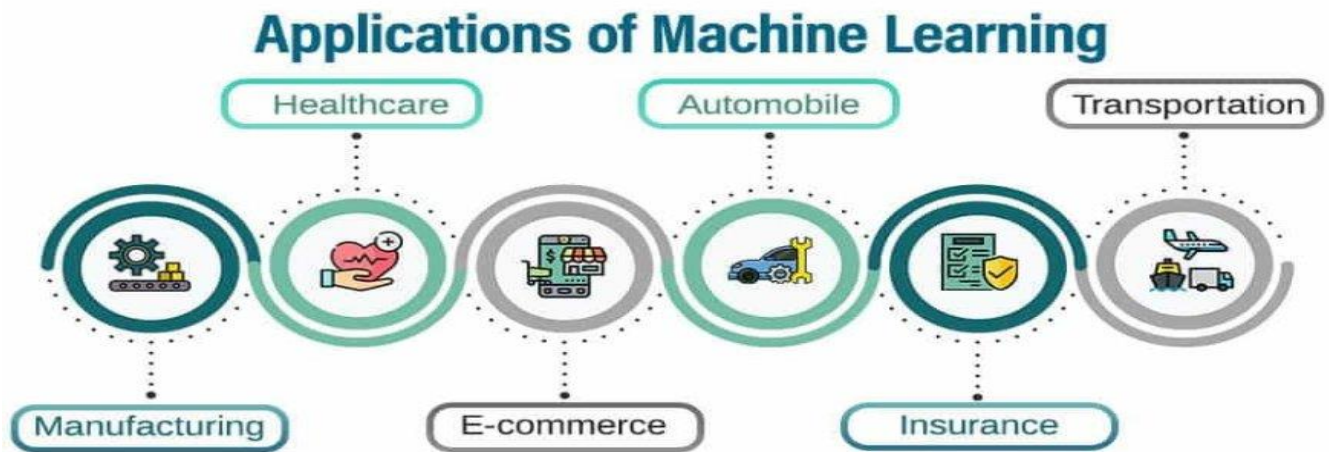 Applications of Machine Learning
Healthcare
Automobile
Transportation
$
Manufacturing
E-commerce
Insurance